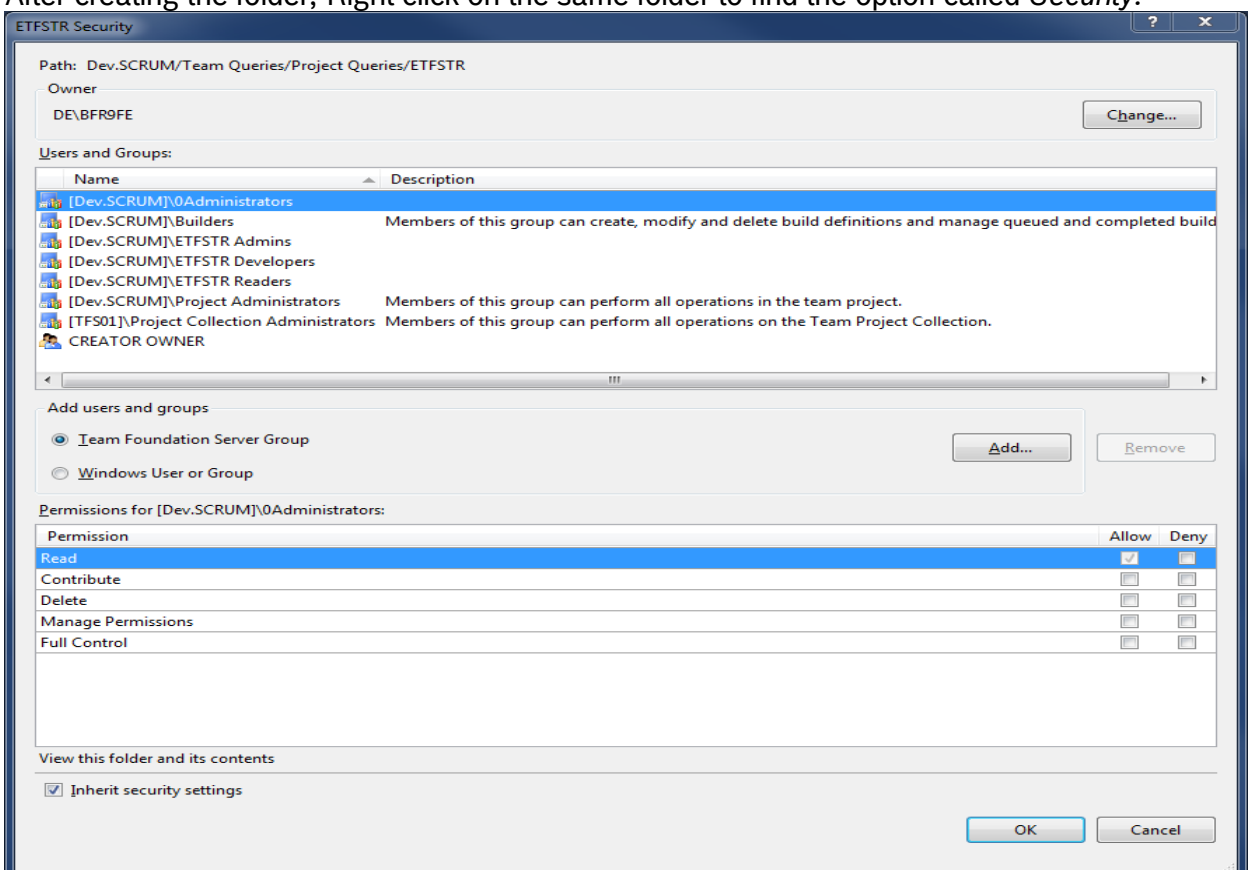 After creating the folder, Right click on the same folder to find the option called Security.
ETFSTR Security
Path: Dev.SCRUM/Team Queries/Project Queries/ETFSTR
Owner
DE\BFR9FE
Change...
Users and Groups:
Name Description
[Dev.SCRUM]\0Administrators
[Dev.SCRUM]\Builders Members of this group can create, modify and delete build definitions and manage queued and completed build
[Dev.SCRUM]\ETFSTR Admins
[Dev.SCRUM]\ETFSTR Developers
[Dev.SCRUM]\ETFSTR Readers
[Dev.SCRUM]\Project Administrators Members of this group can perform all operations in the team project.
[TFS01]\Project Collection Administrators Members of this group can perform all operations on the Team Project Collection.
CREATOR OWNER
Add users and groups
Team Foundation Server Group
Windows User or Group
Add... Remove
Permissions for [Dev.SCRUM]\0Administrators:
Permission Allow Deny
Read
Contribute
Delete
Manage Permissions
Full Control
View this folder and its contents
Inherit security settings
OK Cancel